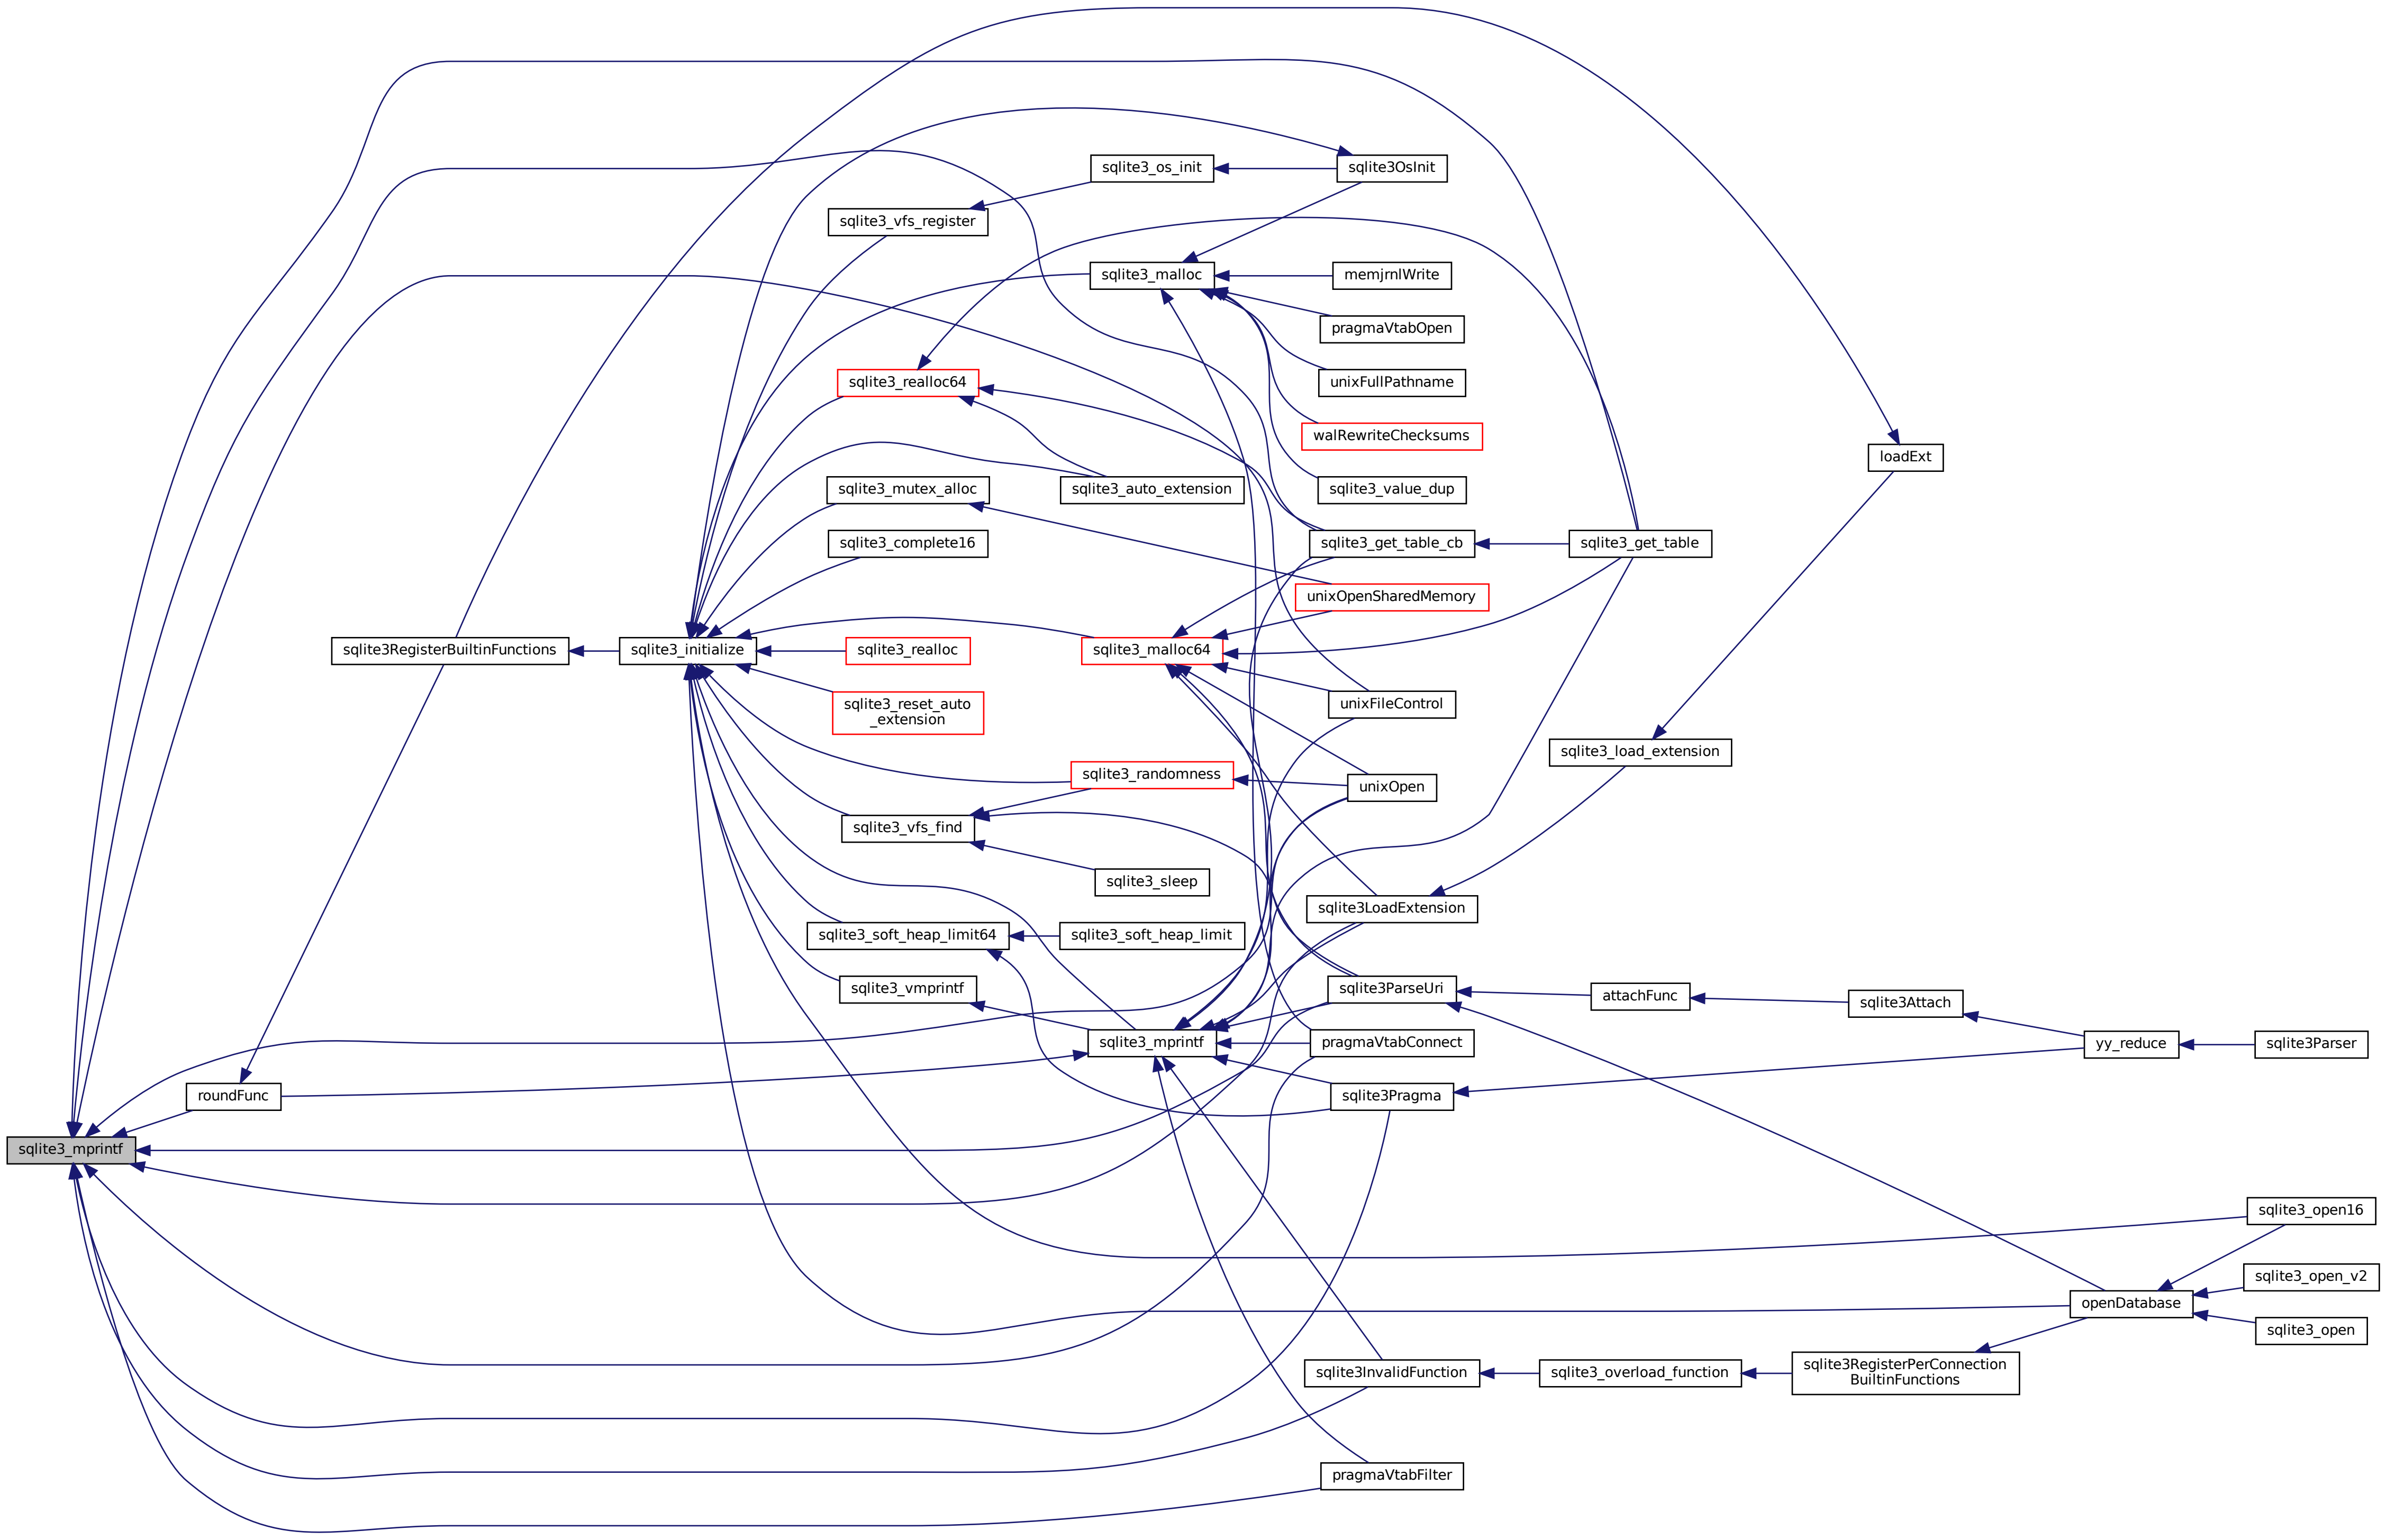 sqlite3_os_init
sqlite3OsInit
sqlite3_vfs_register
sqlite3_malloc
memjrnlWrite
pragmaVtabOpen
sqlite3_realloc64
unixFullPathname
walRewriteChecksums
loadExt
sqlite3_mutex_alloc
sqlite3_auto_extension
sqlite3_value_dup
sqlite3_complete16
sqlite3_get_table_cb
sqlite3_get_table
unixOpenSharedMemory
sqlite3RegisterBuiltinFunctions
sqlite3_initialize
sqlite3_realloc
sqlite3_malloc64
sqlite3_reset_auto
_extension
unixFileControl
sqlite3_load_extension
sqlite3_randomness
unixOpen
sqlite3_vfs_find
sqlite3_sleep
sqlite3LoadExtension
sqlite3_soft_heap_limit64
sqlite3_soft_heap_limit
sqlite3_vmprintf
sqlite3ParseUri
attachFunc
sqlite3Attach
sqlite3_mprintf
pragmaVtabConnect
yy_reduce
sqlite3Parser
roundFunc
sqlite3Pragma
sqlite3_mprintf
sqlite3_open16
sqlite3_open_v2
openDatabase
sqlite3_open
sqlite3InvalidFunction
sqlite3_overload_function
sqlite3RegisterPerConnection
BuiltinFunctions
pragmaVtabFilter